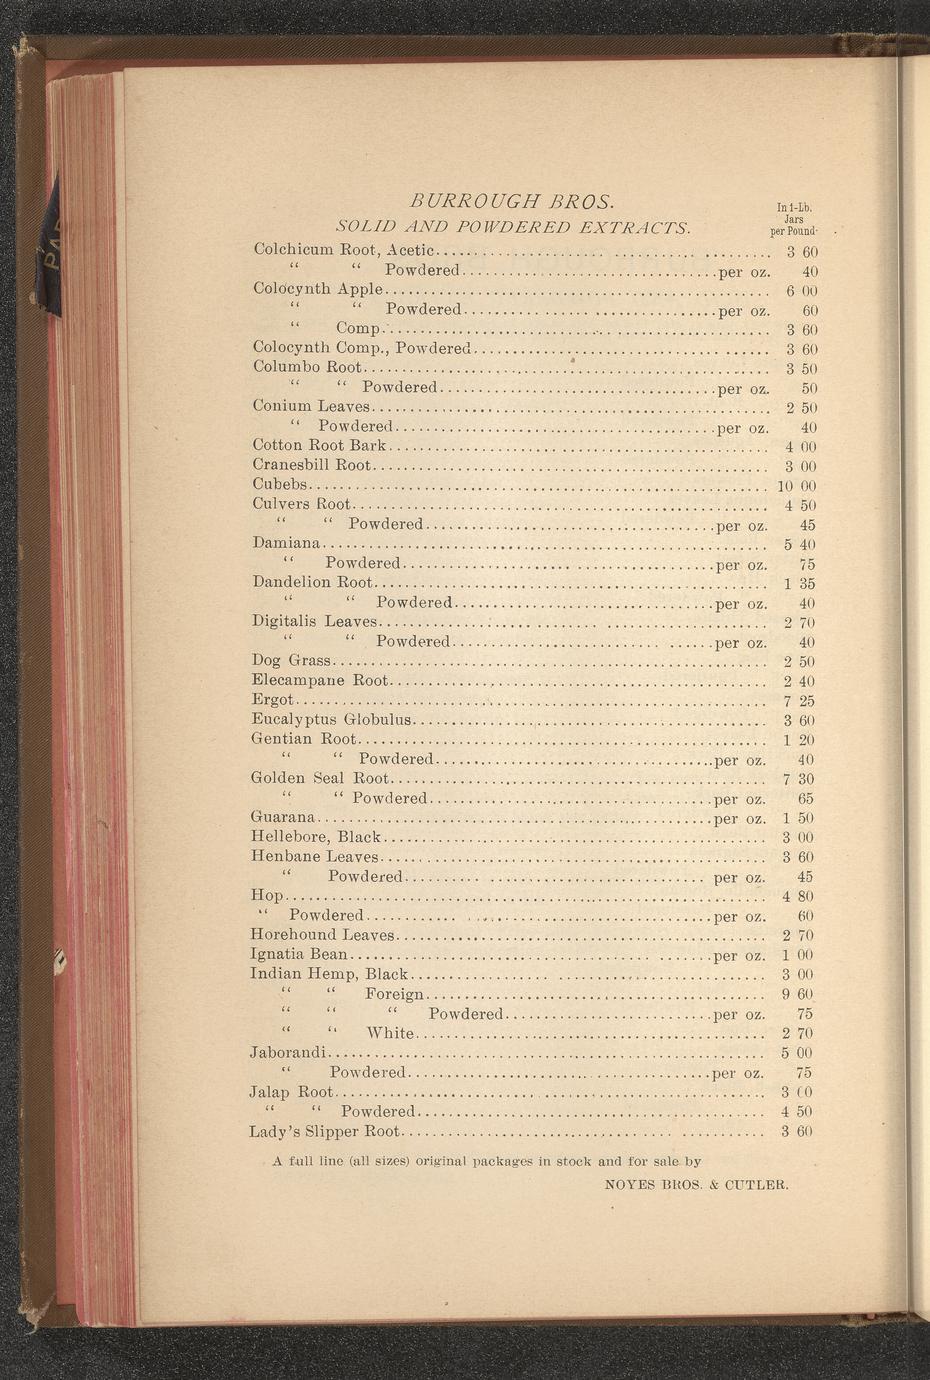 BURROUGH BROS.
SOLID AND POWDERED EXTRACTS.
In 1-Lb.
Jars
per Pound·
Colchicum Root, Acetic........ 3 60
“ “ Powdered........per oz. 40
Colocynth Apple........ 6 00
“ “ Powdered........per oz. 60
“ Comp........ 3 60
Colocynth Comp., Powdered........ 3 60
Columbo Root........ 3 50
“ “ Powdered........per oz. 50
Conium Leaves........ 2 50
“ Powdered........per oz. 40
Cotton Root Bark........ 4 00
Cranesbill Root........ 3 00
Cubebs........ 10 00
Culvers Root........ 4 50
“ “ Powdered........per oz. 45
Damiana........ 5 40
“ Powdered........per oz. 75
Dandelion Root........ 1 35
“ “ Powdered........per oz. 40
Digitalis Leaves........ 2 70
“ “ Powdered........per oz. 40
Dog Grass........ 2 50
Elecampane Root........ 2 40
Ergot........ 7 25
Eucalyptus Globulus........ 3 60
Gentian Root........ 1 20
“ “ Powdered........per oz. 40
Golden Seal Root........ 7 30
“ “ Powdered........per oz. 65
Guarana........per oz. 1 50
Hellebore, Black........ 3 00
Henbane Leaves........ 3 60
“ Powdered........ per oz. 45
Hop........ 4 80
“ Powdered........per oz. 60
Horehound Leaves........ 2 70
Ignatia Bean........per oz. 1 00
Indian Hemp, Black........ 3 00
“ “ Foreign........ 9 60
“ “ “ Powdered........per oz. 75
“ “ White........ 2 70
Jaborandi........ 5 00
“ Powdered........per oz. 75
Jalap Root........ 3 00
“ “ Powdered........ 4 50
Lady's Slipper Root........ 3 60
A full line (all sizes) original packages in stock and for sale by
NOYES BROS. & CUTLER.